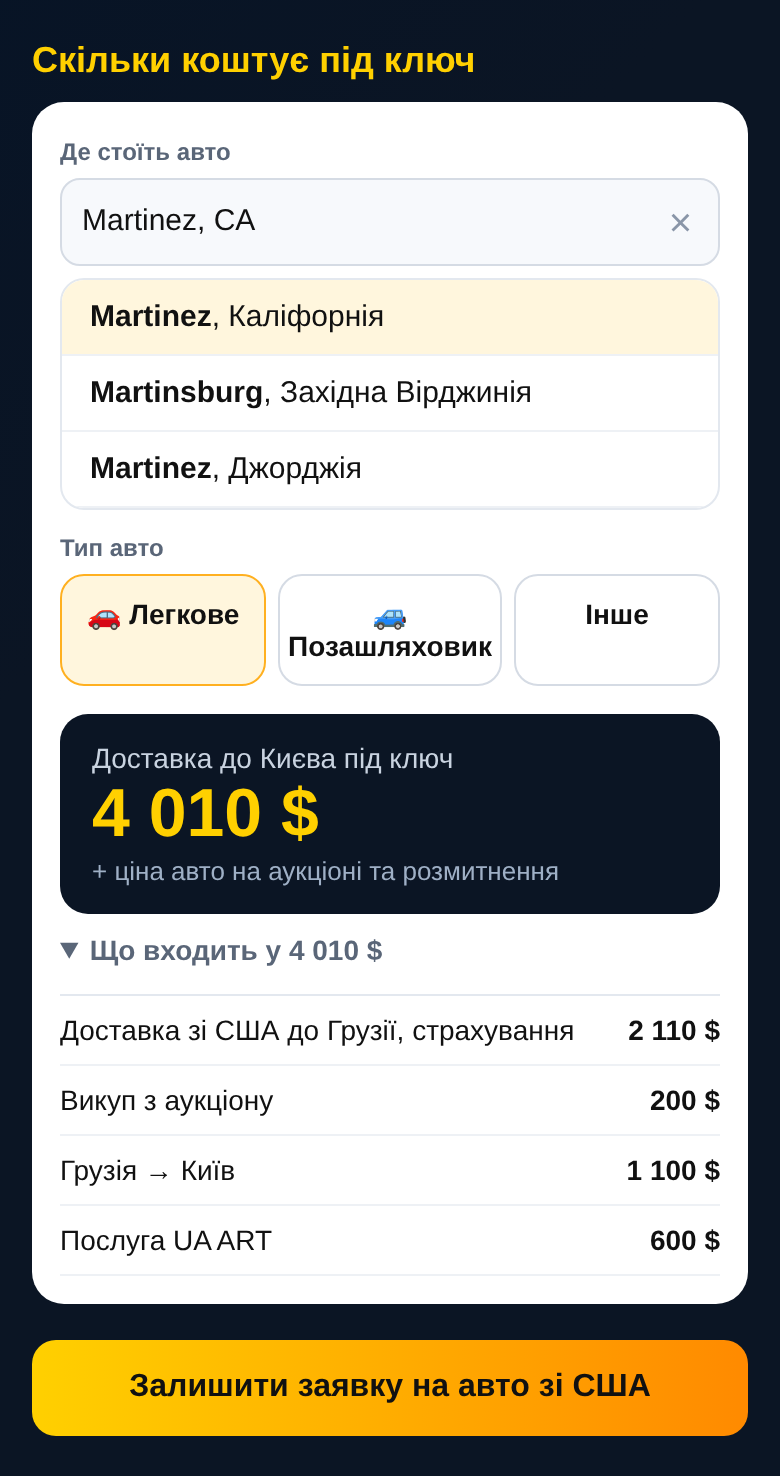 Скільки коштує під ключ
Де стоїть авто
Martinez, CA ✕
Martinez, Каліфорнія
Martinsburg, Західна Вірджинія
Martinez, Джорджія
Тип авто
🚗 Легкове
🚙
Позашляховик
Інше
Доставка до Києва під ключ
4 010 $
+ ціна авто на аукціоні та розмитнення
▼ Що входить у 4 010 $
Доставка зі США до Грузії, страхування 2 110 $
Викуп з аукціону 200 $
Грузія → Київ 1 100 $
Послуга UA ART 600 $
Залишити заявку на авто зі США